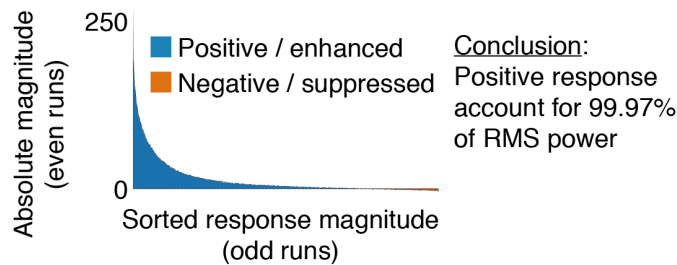 250
Positive / enhanced
Negative / suppressed
0
Absolute magnitude
(even runs)
Sorted response magnitude
(odd runs)
Conclusion:
Positive response
account for 99.97%
of RMS power